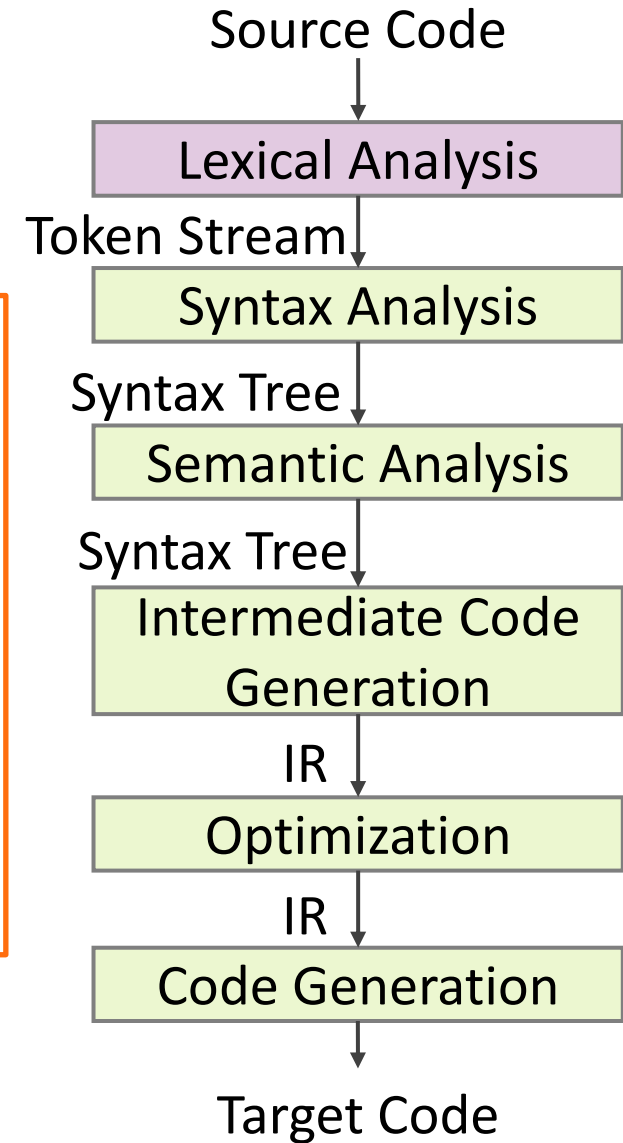 Source Code
Lexical Analysis
Token Stream
Syntax Analysis
Syntax Tree
Semantic Analysis
Syntax Tree
Intermediate Code
Generation
IR
Optimization
IR
Code Generation
Target Code